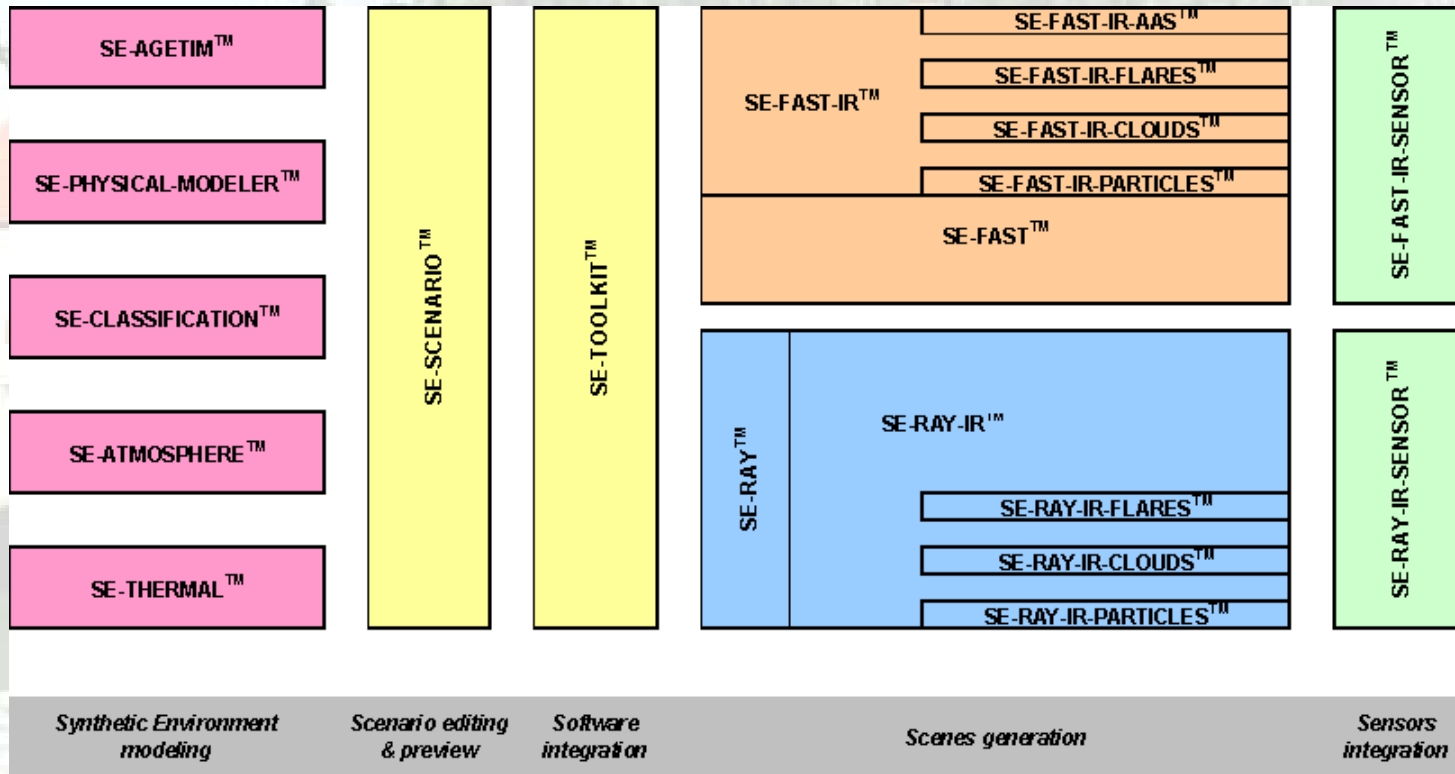 SE-AGETIM™
SE-PHYSICAL-MODELER™
SE-CLASSIFICATION™
SE-ATMOSPHERE™
SE-THERMAL™
SE-SCENARIO™
SE-TOOLKIT™
SE-FAST-IR™
SE-FAST-IR-AAS™
SE-FAST-IR-FLARES™
SE-FAST-IR-CLOUDS™
SE-FAST-IR-PARTICLES™
SE-FAST™
SE-RAY™
SE-RAY-IR™
SE-RAY-IR-FLARES™
SE-RAY-IR-CLOUDS™
SE-RAY-IR-PARTICLES™
SE-FAST-IR-SENSOR™
SE-RAY-IR-SENSOR™
Synthetic Environment
modeling
Scenario editing
& preview
Software
integration
Scenes generation
Sensors
integration